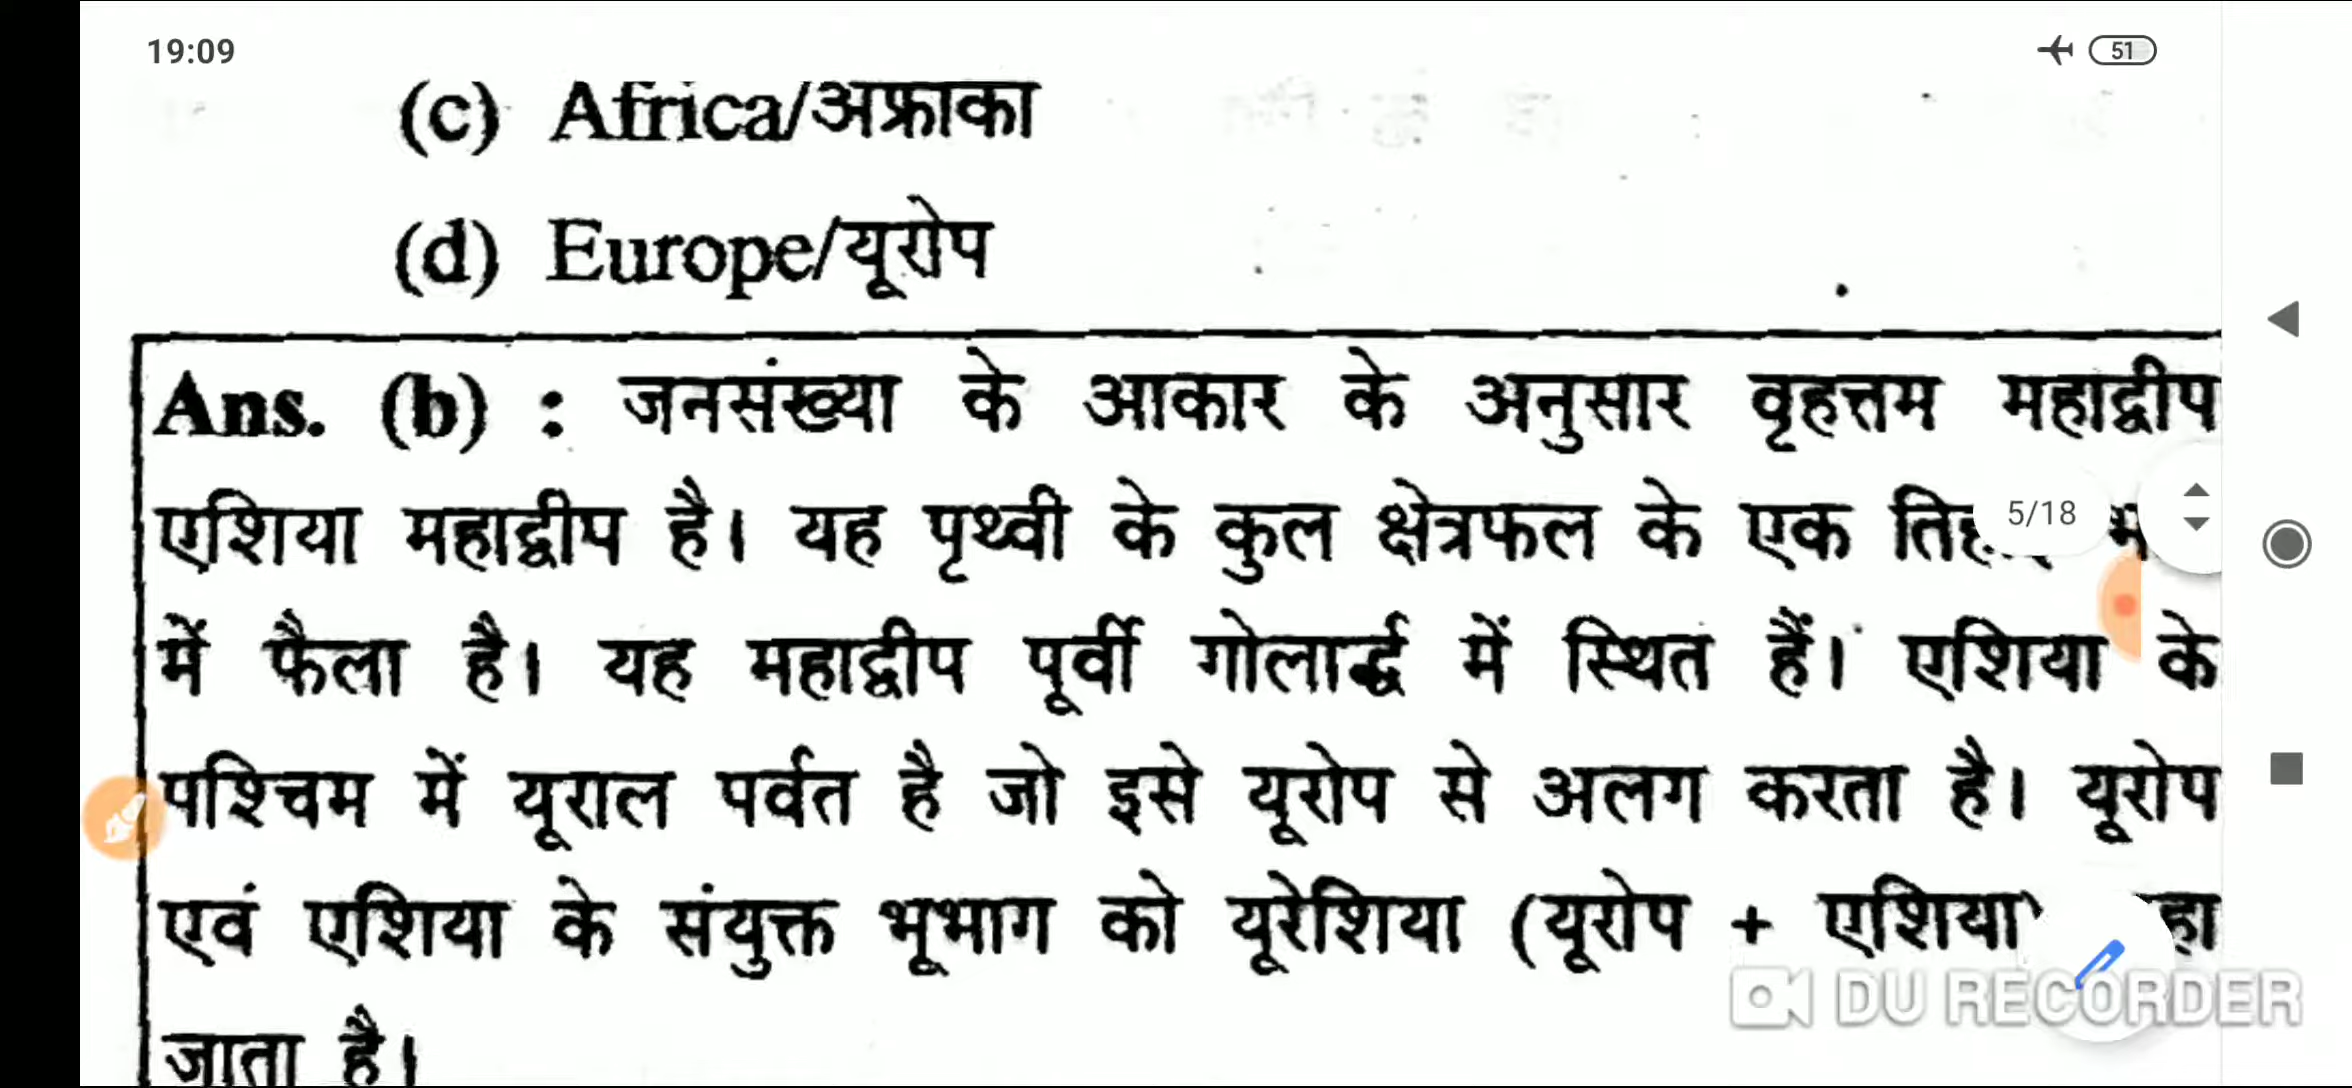 19:09
51
(c) Africa/अफ्राका
(d) Europe/यूरोप
Ans. (b) : जनसंख्या के आकार के अनुसार वृहत्तम महाद्वीप
एशिया महाद्वीप है। यह पृथ्वी के कुल क्षेत्रफल के एक
5/18
में फैला है। यह महाद्वीप पूर्वी गोलार्द्ध में स्थित हैं। एशिया के
पश्चिम में यूराल पर्वत है जो इसे यूरोप से अलग करता है। यूरोप
एवं एशिया के संयुक्त भूभाग को यूरेशिया (यूरोप + एशिया)
DU RECORDER
जाता है।